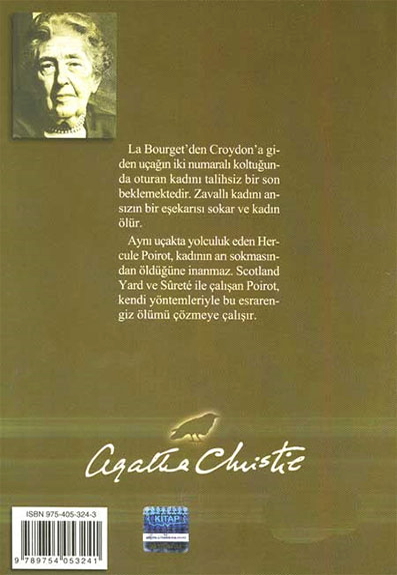 La Bourget'den Croydon'a gi-
den uçağın iki numaralı koltuğun-
da oturan kadını talihsiz bir son
beklemektedir. Zavallı kadını an-
sızın bir eşekarısı sokar ve kadın
ölür.
Aynı uçakta yolculuk eden Her-
cule Poirot, kadının arı sokmasın-
dan öldüğüne inanmaz. Scotland
Yard ve Sûreté ile çalışan Poirot,
kendi yöntemleriyle bu esraren-
giz ölümü çözmeye çalışır.
Agatha Christie
ISBN 975-405-324-3
9 789754 053241
KİTAP